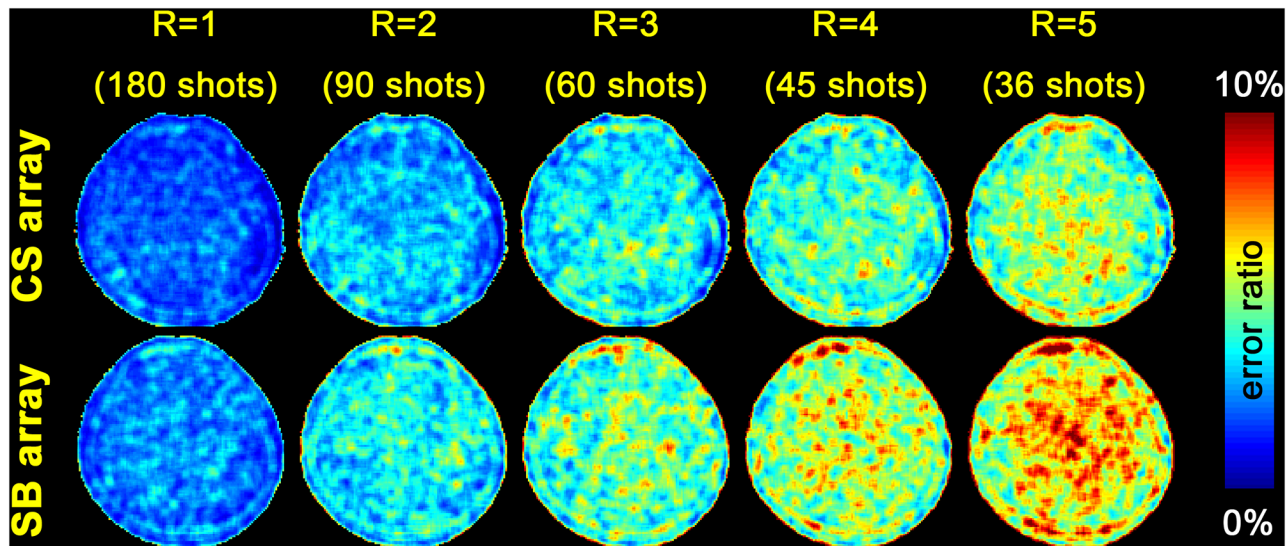 R=1 R=2 R=3 R=4 R=5
(180 shots) (90 shots) (60 shots) (45 shots) (36 shots) 10%
CS array
error ratio
SB array
0%